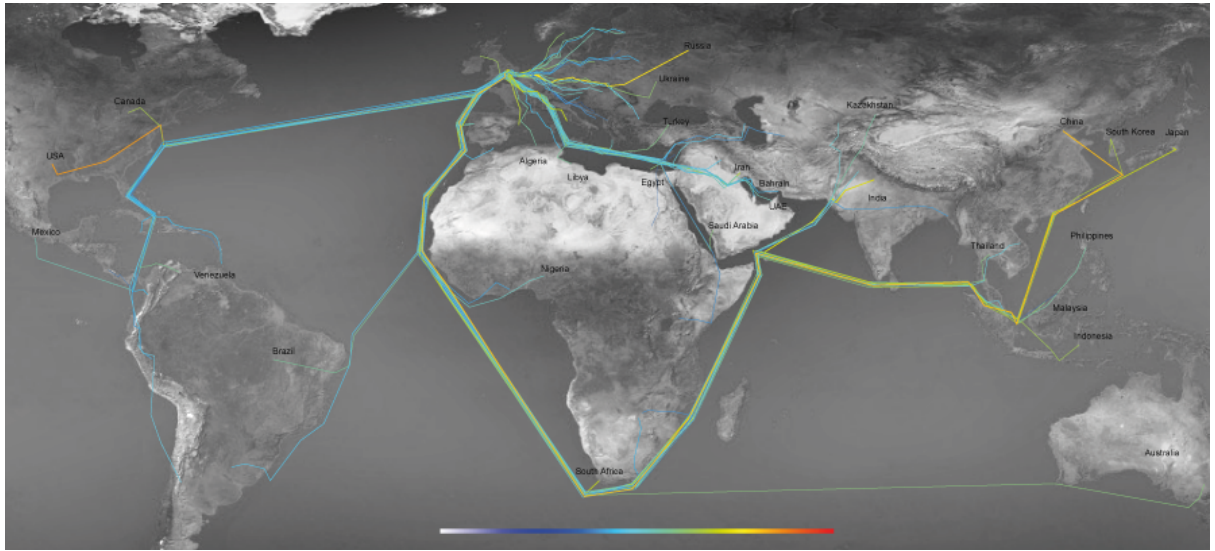 Russia
Ukraine
Canada
Kazakhstan
Turkey
China
South Korea
Japan
USA
Algeria
Iran
Libya
Egypt
Bahrain
India
UAE
Saudi Arabia
Mexico
Philippines
Thailand
Venezuela
Nigeria
Malaysia
Indonesia
Brazil
Australia
South Africa